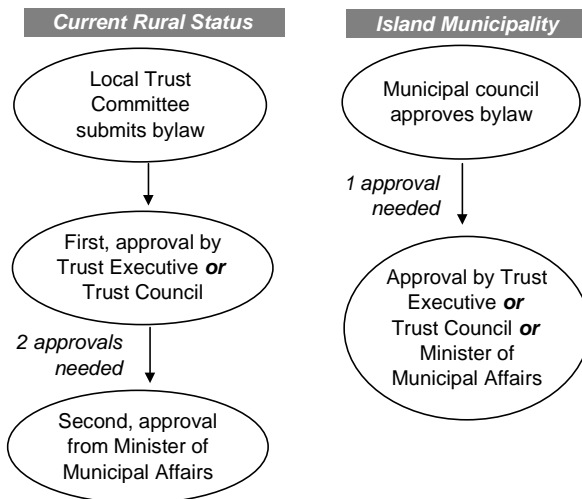 Current Rural Status
Local Trust
Committee
submits bylaw
First, approval by
Trust Executive or
Trust Council
2 approvals
needed
Second, approval
from Minister of
Municipal Affairs
Island Municipality
Municipal council
approves bylaw
1 approval
needed
Approval by Trust
Executive or
Trust Council or
Minister of
Municipal Affairs